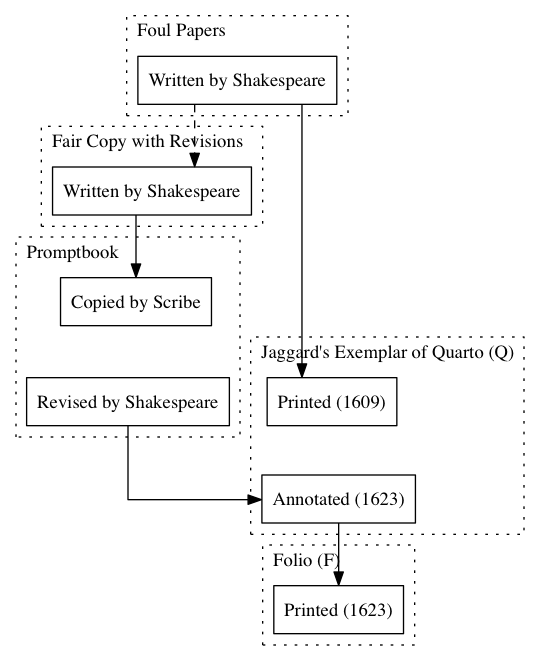 Foul Papers
Written by Shakespeare
Fair Copy with Revisions
Written by Shakespeare
Promptbook
Copied by Scribe
Jaggard's Exemplar of Quarto (Q)
Revised by Shakespeare
Printed (1609)
Annotated (1623)
Folio (F)
Printed (1623)